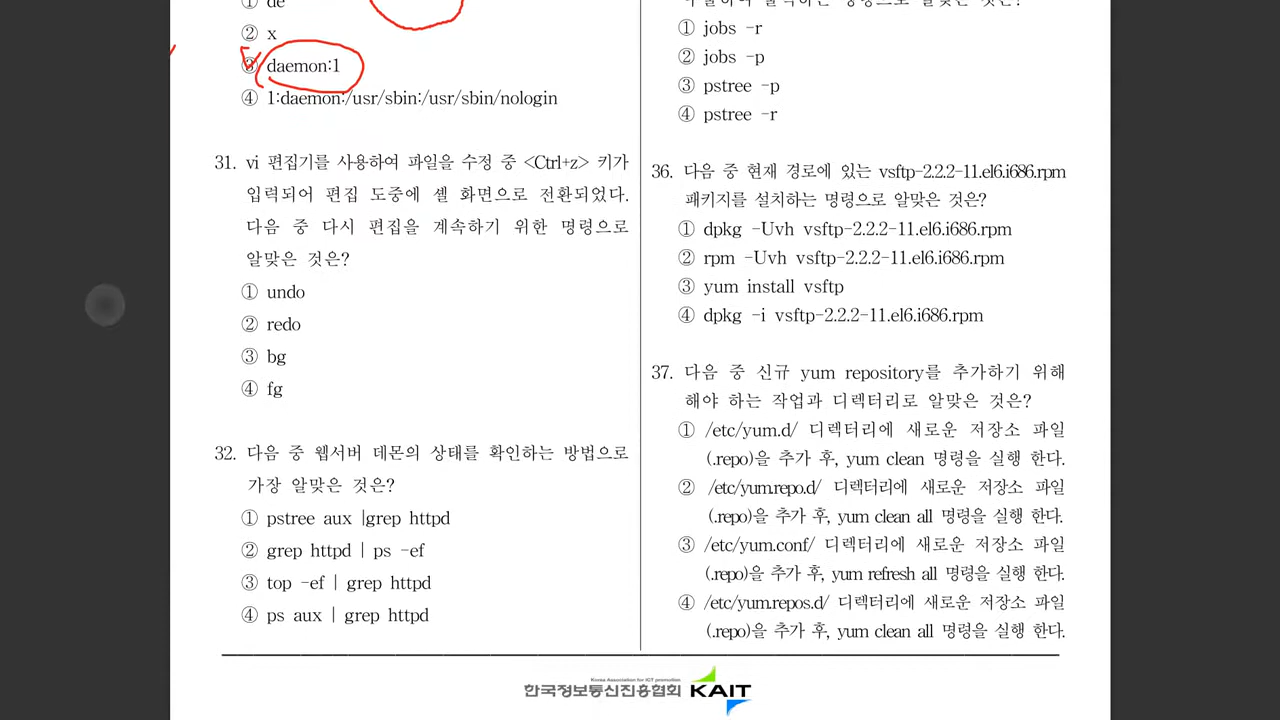 ① de
② x
③ daemon:1
④ 1:daemon:/usr/sbin:/usr/sbin/nologin
31. vi 편집기를 사용하여 파일을 수정 중 <Ctrl+z> 키가
입력되어 편집 도중에 셸 화면으로 전환되었다.
다음 중 다시 편집을 계속하기 위한 명령으로
알맞은 것은?
① undo
② redo
③ bg
④ fg
32. 다음 중 웹서버 데몬의 상태를 확인하는 방법으로
가장 알맞은 것은?
① pstree aux |grep httpd
② grep httpd | ps -ef
③ top -ef | grep httpd
④ ps aux | grep httpd
① jobs -r
② jobs -p
③ pstree -p
④ pstree -r
36. 다음 중 현재 경로에 있는 vsftp-2.2.2-11.el6.i686.rpm
패키지를 설치하는 명령으로 알맞은 것은?
① dpkg -Uvh vsftp-2.2.2-11.el6.i686.rpm
② rpm -Uvh vsftp-2.2.2-11.el6.i686.rpm
③ yum install vsftp
④ dpkg -i vsftp-2.2.2-11.el6.i686.rpm
37. 다음 중 신규 yum repository를 추가하기 위해
해야 하는 작업과 디렉터리로 알맞은 것은?
① /etc/yum.d/ 디렉터리에 새로운 저장소 파일
(.repo)을 추가 후, yum clean 명령을 실행 한다.
② /etc/yum.repo.d/ 디렉터리에 새로운 저장소 파일
(.repo)을 추가 후, yum clean all 명령을 실행 한다.
③ /etc/yum.conf/ 디렉터리에 새로운 저장소 파일
(.repo)을 추가 후, yum refresh all 명령을 실행 한다.
④ /etc/yum.repos.d/ 디렉터리에 새로운 저장소 파일
(.repo)을 추가 후, yum clean all 명령을 실행 한다.
Korea Association for ICT promotion
한국정보통신진흥협회 KAIT